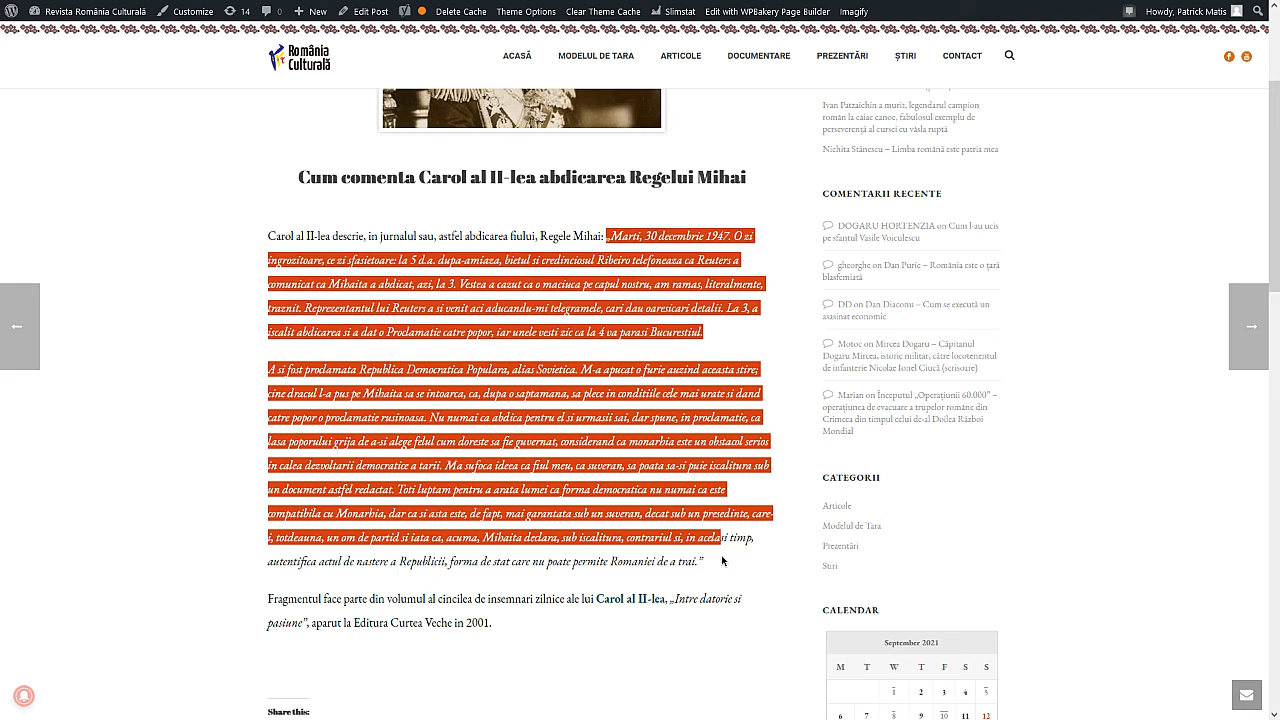 Revista România Culturală
Customize
14
0
New
Edit Post
Delete Cache
Theme Options
Clear Theme Cache
Slimstat
Edit with WPBakery Page Builder
Imagify
Howdy, Patrick Matis
România
Culturală
ACASĂ
MODELUL DE TARA
ARTICOLE
DOCUMENTARE
PREZENTĂRI
ȘTIRI
CONTACT
Cum comenta Carol al II-lea abdicarea Regelui Mihai
Carol al II-lea descrie, in jurnalul sau, astfel abdicarea fiului, Regele Mihai: „Marti, 30 decembrie 1947. O zi
ingrozitoare, ce zi sfasietoare: la 5 d.a. dupa-amiaza, bietul si credinciosul Ribeiro telefoneaza ca Reuters a
comunicat ca Mihaita a abdicat, azi, la 3. Vestea a cazut ca o maciuca pe capul nostru, am ramas, literalmente,
traznit. Reprezentantul lui Reuters a si venit aci aducandu-mi telegramele, cari dau oaresicari detalii. La 3, a
iscalit abdicarea si a dat o Proclamatie catre popor, iar unele vesti zic ca la 4 va parasi Bucurestiul.
A si fost proclamata Republica Democratica Populara, alias Sovietica. M-a apucat o furie auzind aceasta stire;
cine dracul l-a pus pe Mihaita sa se intoarca, ca, dupa o saptamana, sa plece in conditiile cele mai urate si dand
catre popor o proclamatie rusinoasa. Nu numai ca abdica pentru el si urmasii sai, dar spune, in proclamatie, ca
lasa poporului grija de a-si alege felul cum doreste sa fie guvernat, considerand ca monarhia este un obstacol serios
in calea dezvoltarii democratice a tarii. Ma sufoca ideea ca fiul meu, ca suveran, sa poata sa-si puie iscalitura sub
un document astfel redactat. Toti luptam pentru a arata lumei ca forma democratica nu numai ca este
compatibila cu Monarhia, dar ca si asta este, de fapt, mai garantata sub un suveran, decat sub un presedinte, care-
i, totdeauna, un om de partid si iata ca, acuma, Mihaita declara, sub iscalitura, contrariul si, in acelasi timp,
autentifica actul de nastere a Republicii, forma de stat care nu poate permite Romaniei de a trai.”
Fragmentul face parte din volumul al cincilea de insemnari zilnice ale lui Carol al II-lea, „Intre datorie si
pasiune”, aparut la Editura Curtea Veche in 2001.
Share this:
Ivan Patzaichin a murit, legendarul campion
român la caiac canoe, fabulosul exemplu de
perseverență al cursei cu vâsla ruptă
Nichita Stănescu – Limba română este patria mea
COMENTARII RECENTE
DOGARU HORTENZIA on Cum l-au ucis
pe sfantul Vasile Voiculescu
gheorghe on Dan Puric – România este o țară
blasfemiată
DD on Dan Diaconu – Cum se execută un
asasinat economic
Motoc on Mircea Dogaru – Căpitanul
Dogaru Mircea, istoric militar, către locotenentul
de infanterie Nicolae Ionel Ciucă (scrisoare)
Marian on Începutul „Operațiunii 60.000” –
operațiunea de evacuare a trupelor române din
Crimeea din timpul celui de-al Doilea Război
Mondial
CATEGORII
Articole
Modelul de Tara
Prezentări
Stiri
CALENDAR
September 2021
M T W T F S S
1 2 3 4 5
6 7 8 9 10 11 12